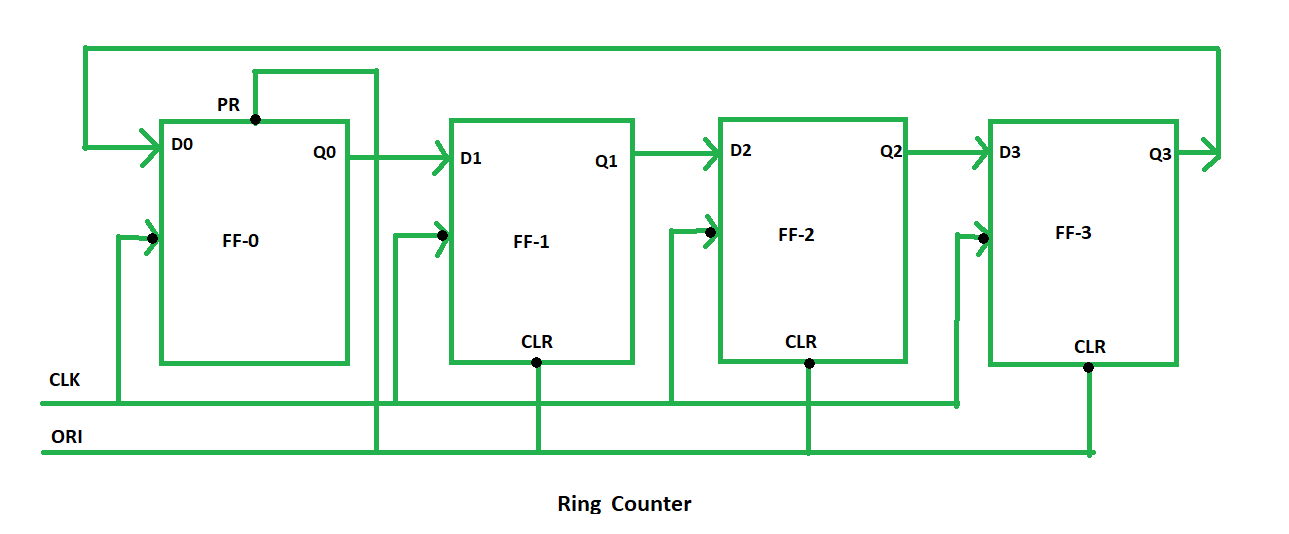 PR
D0
Q0
D1
Q1
D2
Q2
D3
Q3
FF-0
FF-1
FF-2
FF-3
CLR
CLR
CLR
CLK
ORI
Ring Counter